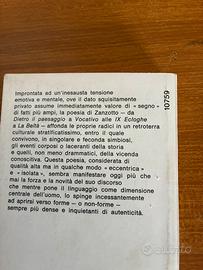 Improntata ad un'inesausta tensione
emotiva e mentale, ove il dato squisitamente
privato assume immediatamente valore di «segno»
di fatti più ampi, la poesia di Zanzotto — da
Dietro il paesaggio a Vocativo alle IX Ecloghe
a La Beltà — affonda le proprie radici in un retroterra
culturale stratificatissimo, entro il quale
convivono, in singolare e feconda simbiosi,
gli eventi corposi o laceranti della storia
e quelli, non meno drammatici, della vicenda
conoscitiva. Questa poesia, considerata di
qualità alta ma in qualche modo «eccentrica»
e «isolata», sembra manifestare oggi più che
mai la forza e la novità del suo discorso
che mentre pone il linguaggio come dimensione
centrale dell'uomo, lo spinge incessantemente
ad aprirsi verso forme — o non-forme —
sempre più dense e inquietanti di autenticità.
10759
subito